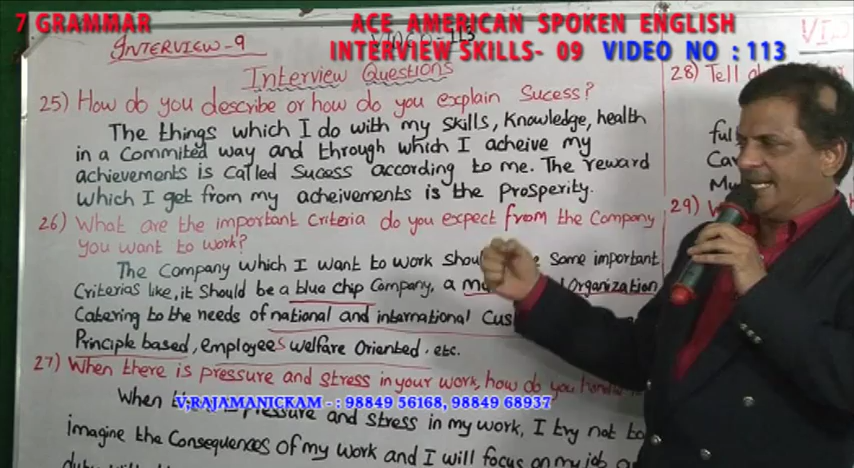 7 GRAMMAR
ACE AMERICAN SPOKEN ENGLISH
INTERVIEW SKILLS- 09 VIDEO NO : 113
INTERVIEW-9
113
VID
Interview Questions
25) How do you describe or how do you explain Sucess?
The things which I do with my skills, knowledge, health
in a Commited way and through which I acheive my
achievements is called Sucess according to me. The reward
which I get from my acheivements is the Prosperity.
26) What are the important Criteria do you expect from the Company
you want to work?
The Company which I want to work some important
Criterias like, it should be a blue chip Company, a Organization
Catering to the needs of national and international
Principle based, employees welfare Oriented. etc.
27) When there is pressure and stress in your work, how do you
When pressure and stress in my work, I try not to
imagine the Consequences of my work and I will focus on my job
V;RAJAMANICKAM - : 98849 56168, 98849 68937
28) Tell
ful
Car
29)